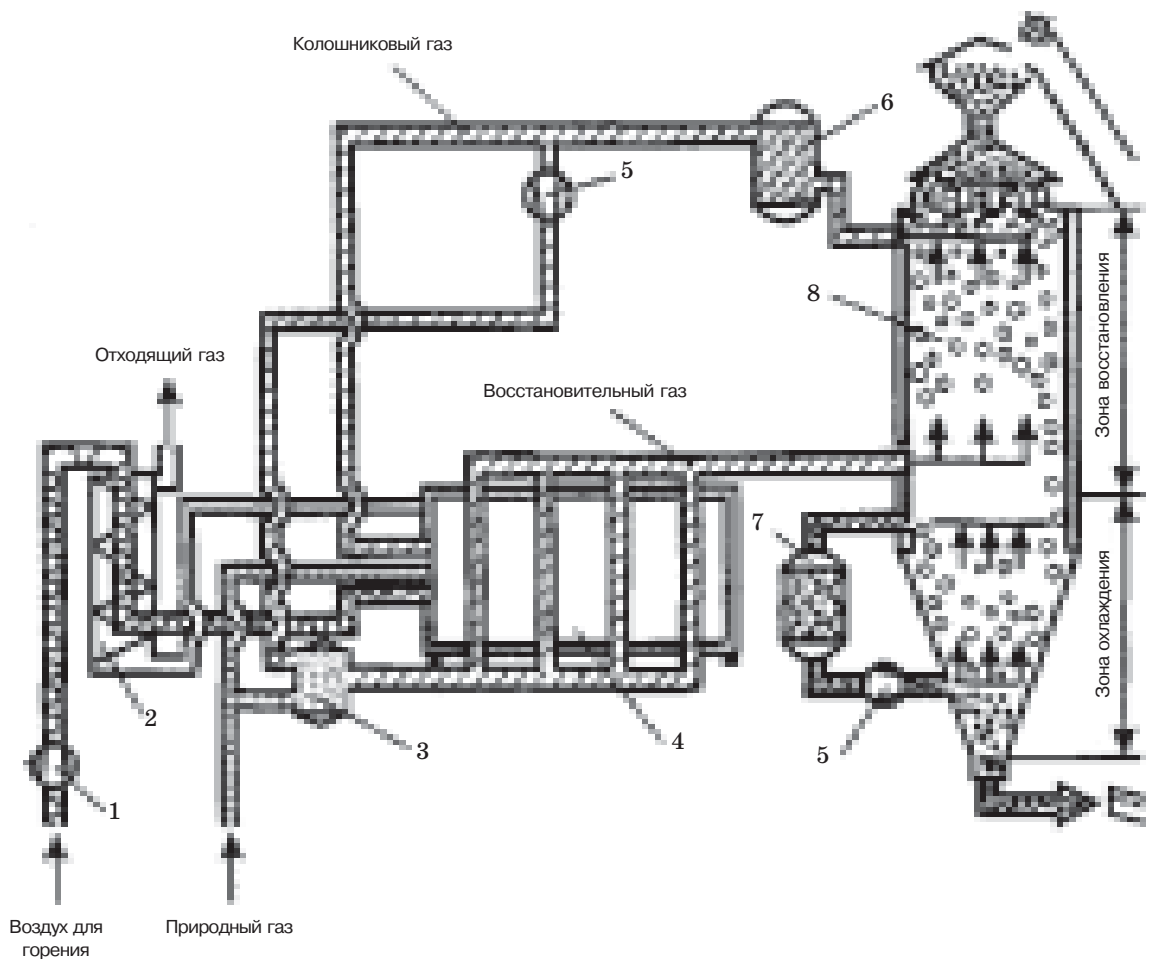 Колошниковый газ
6
5
8
Зона восстановления
Отходящий газ
Восстановительный газ
7
Зона охлаждения
2
3
4
5
1
Воздух для
горения
Природный газ